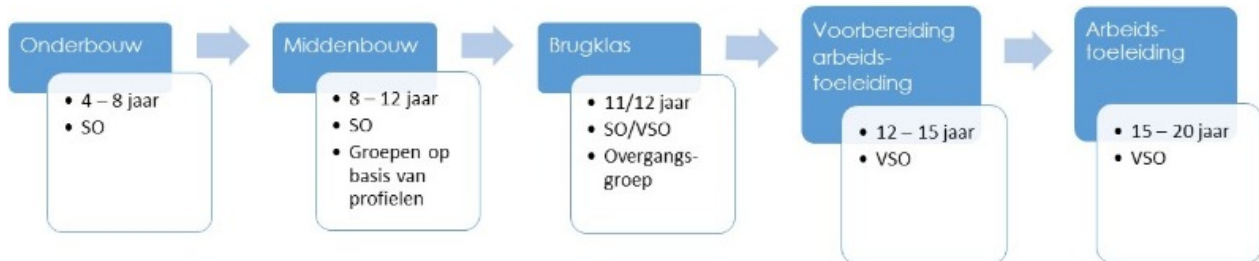 Onderbouw
• 4 – 8 jaar
• SO
Middenbouw
• 8 – 12 jaar
• SO
• Groepen op
basis van
profielen
Brugklas
• 11/12 jaar
• SO/VSO
• Overgangs-
groep
Voorbereiding
arbeids-
toeleiding
• 12 – 15 jaar
• VSO
Arbeids-
toeleiding
• 15 – 20 jaar
• VSO